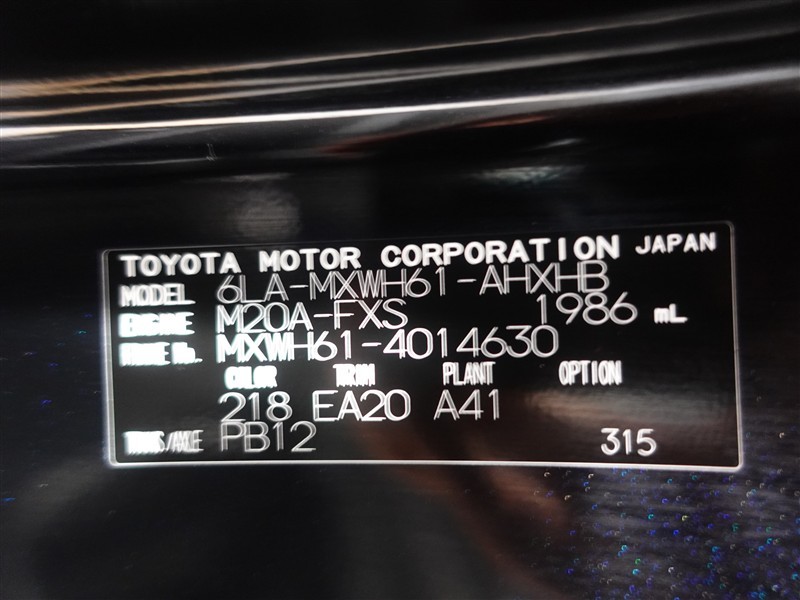 TOYOTA MOTOR CORPORATION JAPAN
MODEL 6LA-MXWH61-AHXHB
ENGINE M20A-FXS 1986 mL
FRAME No. MXWH61-4014630
COLOR TRIM PLANT OPTION
218 EA20 A41
TRANS/AXLE PB12 315